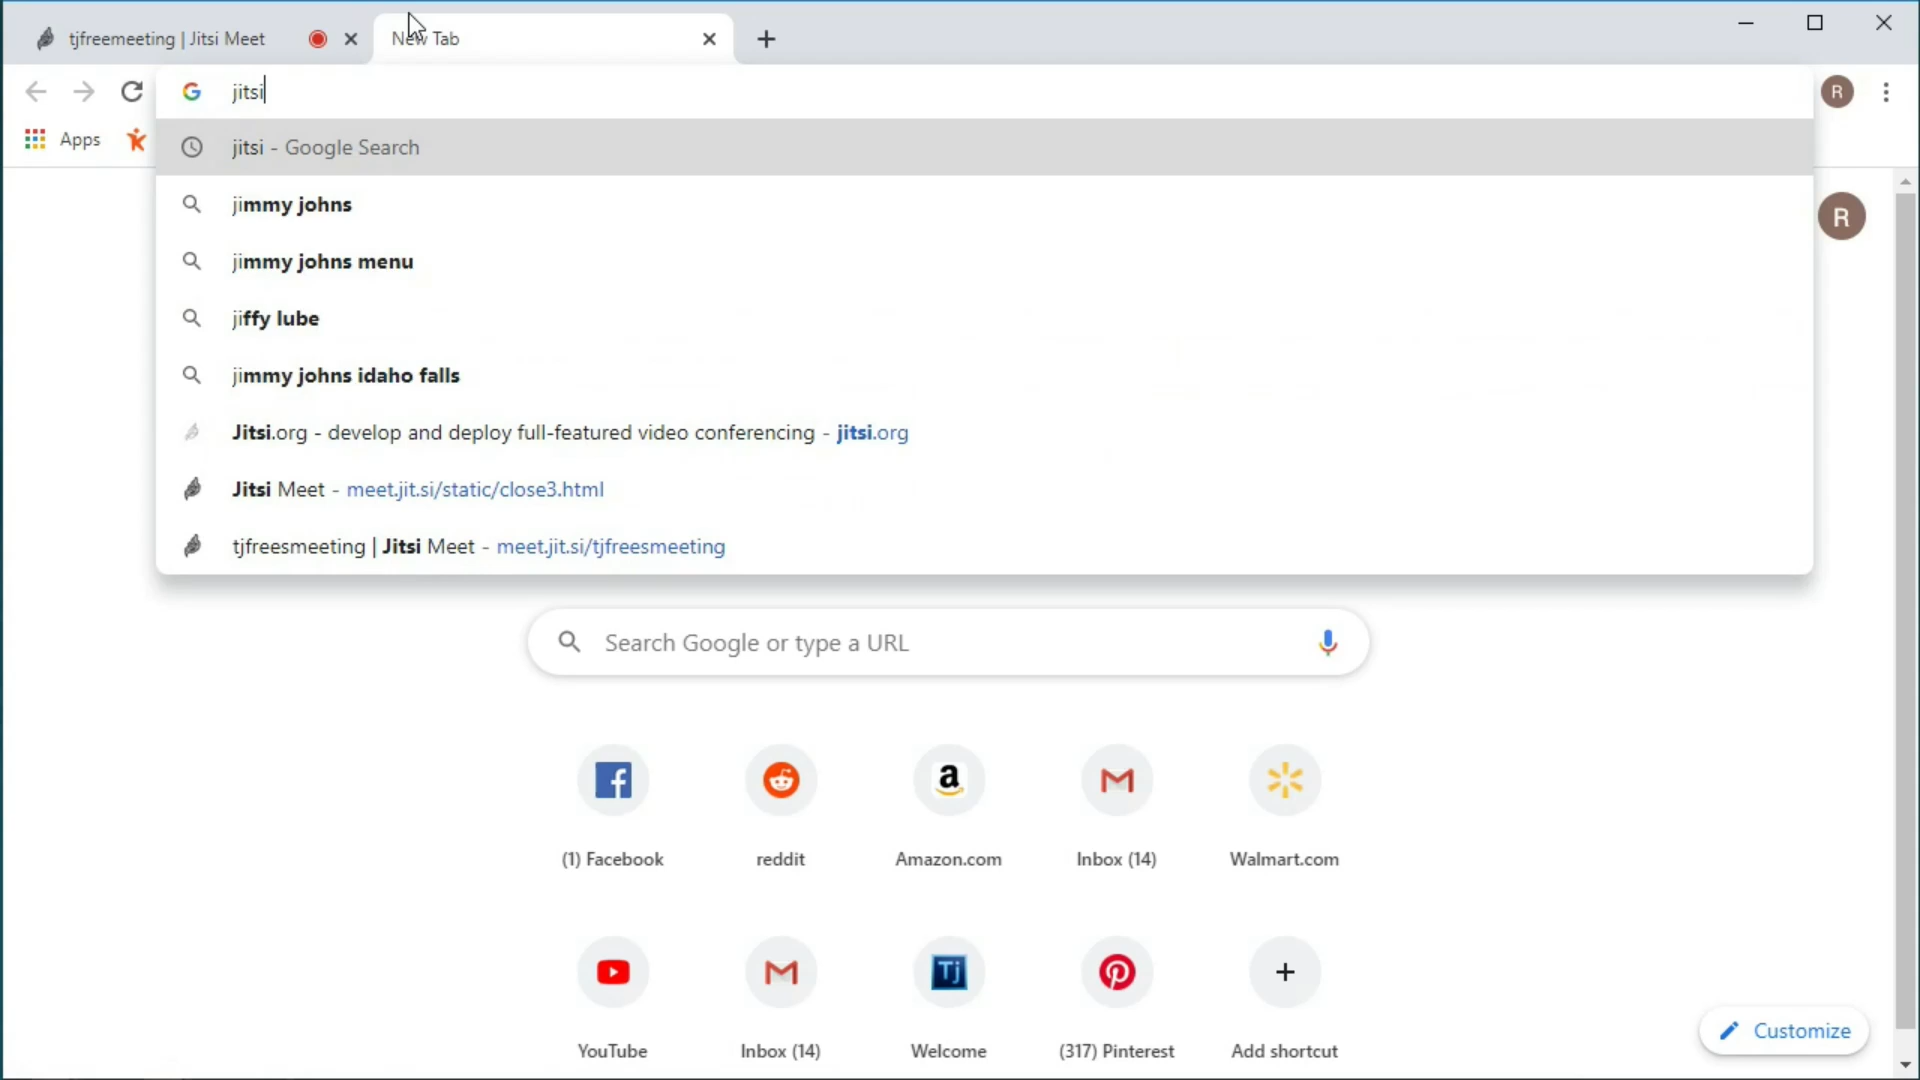 tjfreemeeting | Jitsi Meet
New Tab
jitsi
R
Apps
jitsi - Google Search
jimmy johns
R
jimmy johns menu
jiffy lube
jimmy johns idaho falls
Jitsi.org - develop and deploy full-featured video conferencing - jitsi.org
Jitsi Meet - meet.jit.si/static/close3.html
tjfreesmeeting | Jitsi Meet - meet.jit.si/tjfreesmeeting
Search Google or type a URL
(1) Facebook
reddit
Amazon.com
Inbox (14)
Walmart.com
Tj
YouTube
Inbox (14)
Welcome
(317) Pinterest
Add shortcut
Customize